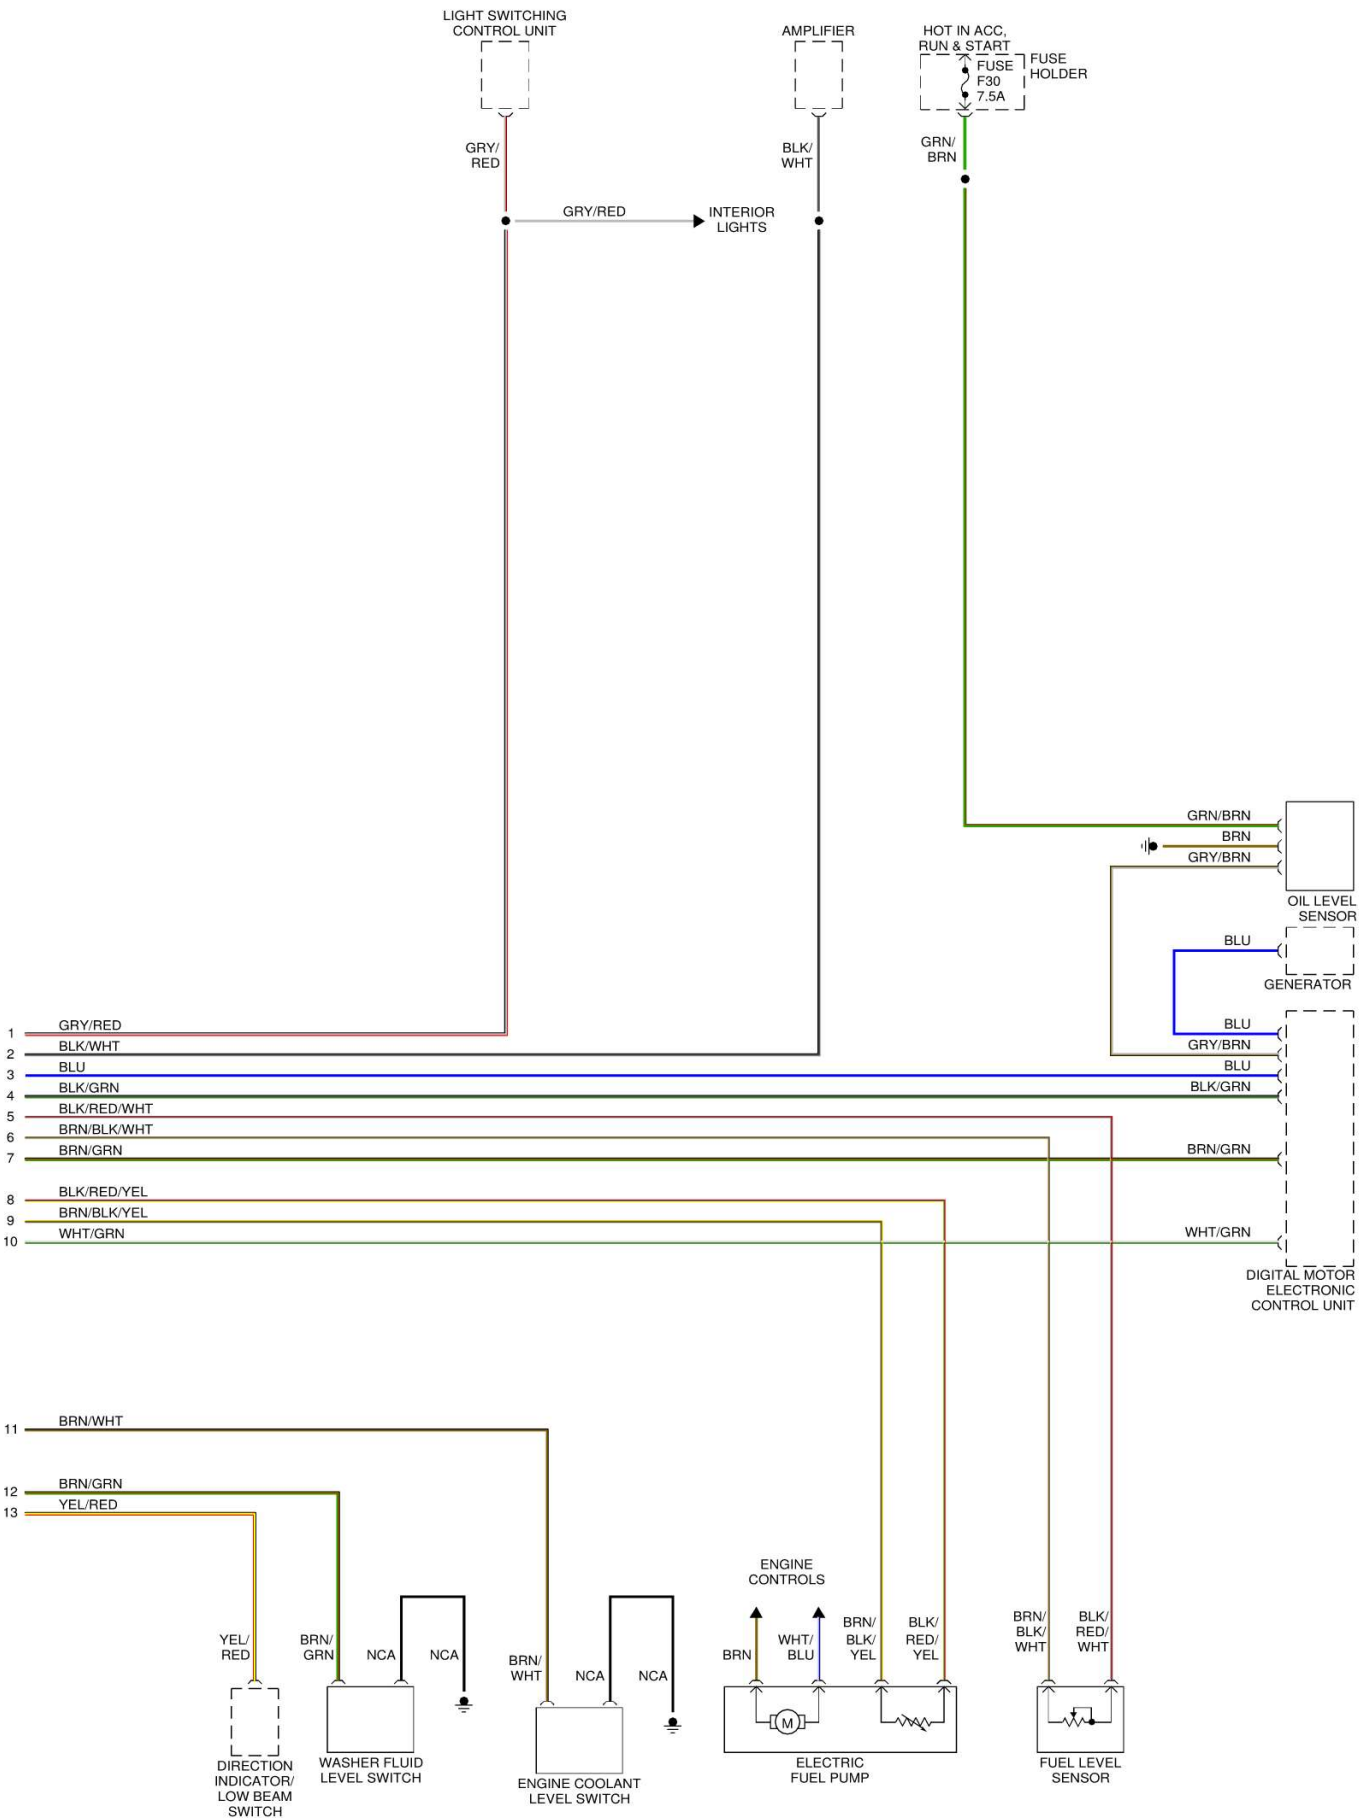 LIGHT SWITCHING
CONTROL UNIT
AMPLIFIER
HOT IN ACC,
RUN & START
FUSE
F30
7.5A
FUSE
HOLDER
GRY/
RED
BLK/
WHT
GRN/
BRN
GRY/RED
INTERIOR
LIGHTS
GRN/BRN
BRN
GRY/BRN
OIL LEVEL
SENSOR
BLU
GENERATOR
1 GRY/RED
BLU
2 BLK/WHT
GRY/BRN
3 BLU
BLU
4 BLK/GRN
BLK/GRN
5 BLK/RED/WHT
6 BRN/BLK/WHT
7 BRN/GRN
BRN/GRN
8 BLK/RED/YEL
9 BRN/BLK/YEL
10 WHT/GRN
WHT/GRN
DIGITAL MOTOR
ELECTRONIC
CONTROL UNIT
11 BRN/WHT
12 BRN/GRN
13 YEL/RED
ENGINE
CONTROLS
YEL/
RED
BRN/
GRN
NCA
NCA
BRN/
WHT
NCA
NCA
BRN
WHT/
BLU
BRN/
BLK/
YEL
BLK/
RED/
YEL
BRN/
BLK/
WHT
BLK/
RED/
WHT
M
DIRECTION
INDICATOR/
LOW BEAM
SWITCH
WASHER FLUID
LEVEL SWITCH
ENGINE COOLANT
LEVEL SWITCH
ELECTRIC
FUEL PUMP
FUEL LEVEL
SENSOR